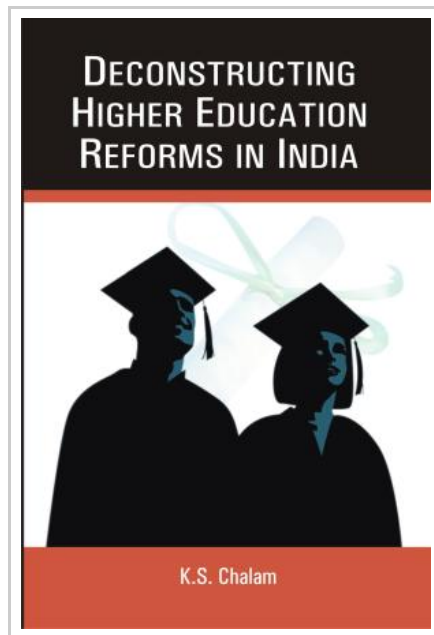 DECONSTRUCTING
HIGHER EDUCATION
REFORMS IN INDIA
K.S. Chalam